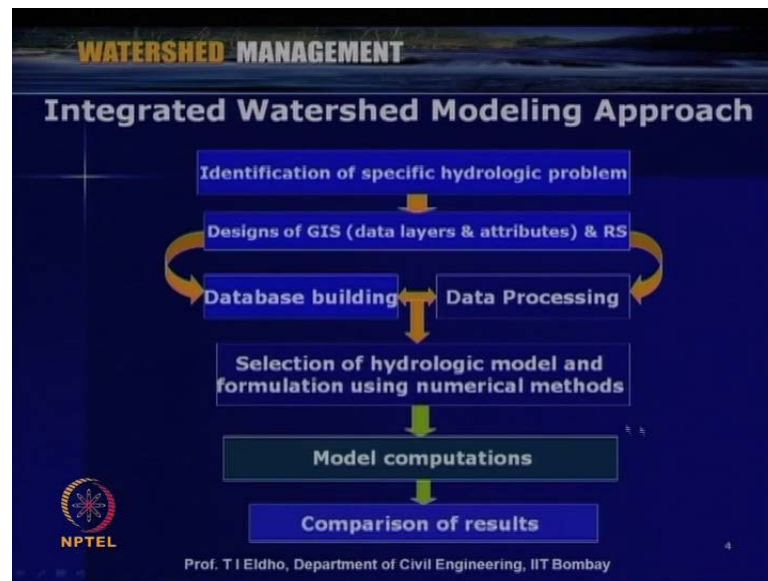 WATERSHED MANAGEMENT
Integrated Watershed Modeling Approach
Identification of specific hydrologic problem
Designs of GIS (data layers & attributes) & RS
Database building
Data Processing
Selection of hydrologic model and
formulation using numerical methods
Model computations
Comparison of results
NPTEL
4
Prof. T I Eldho, Department of Civil Engineering, IIT Bombay